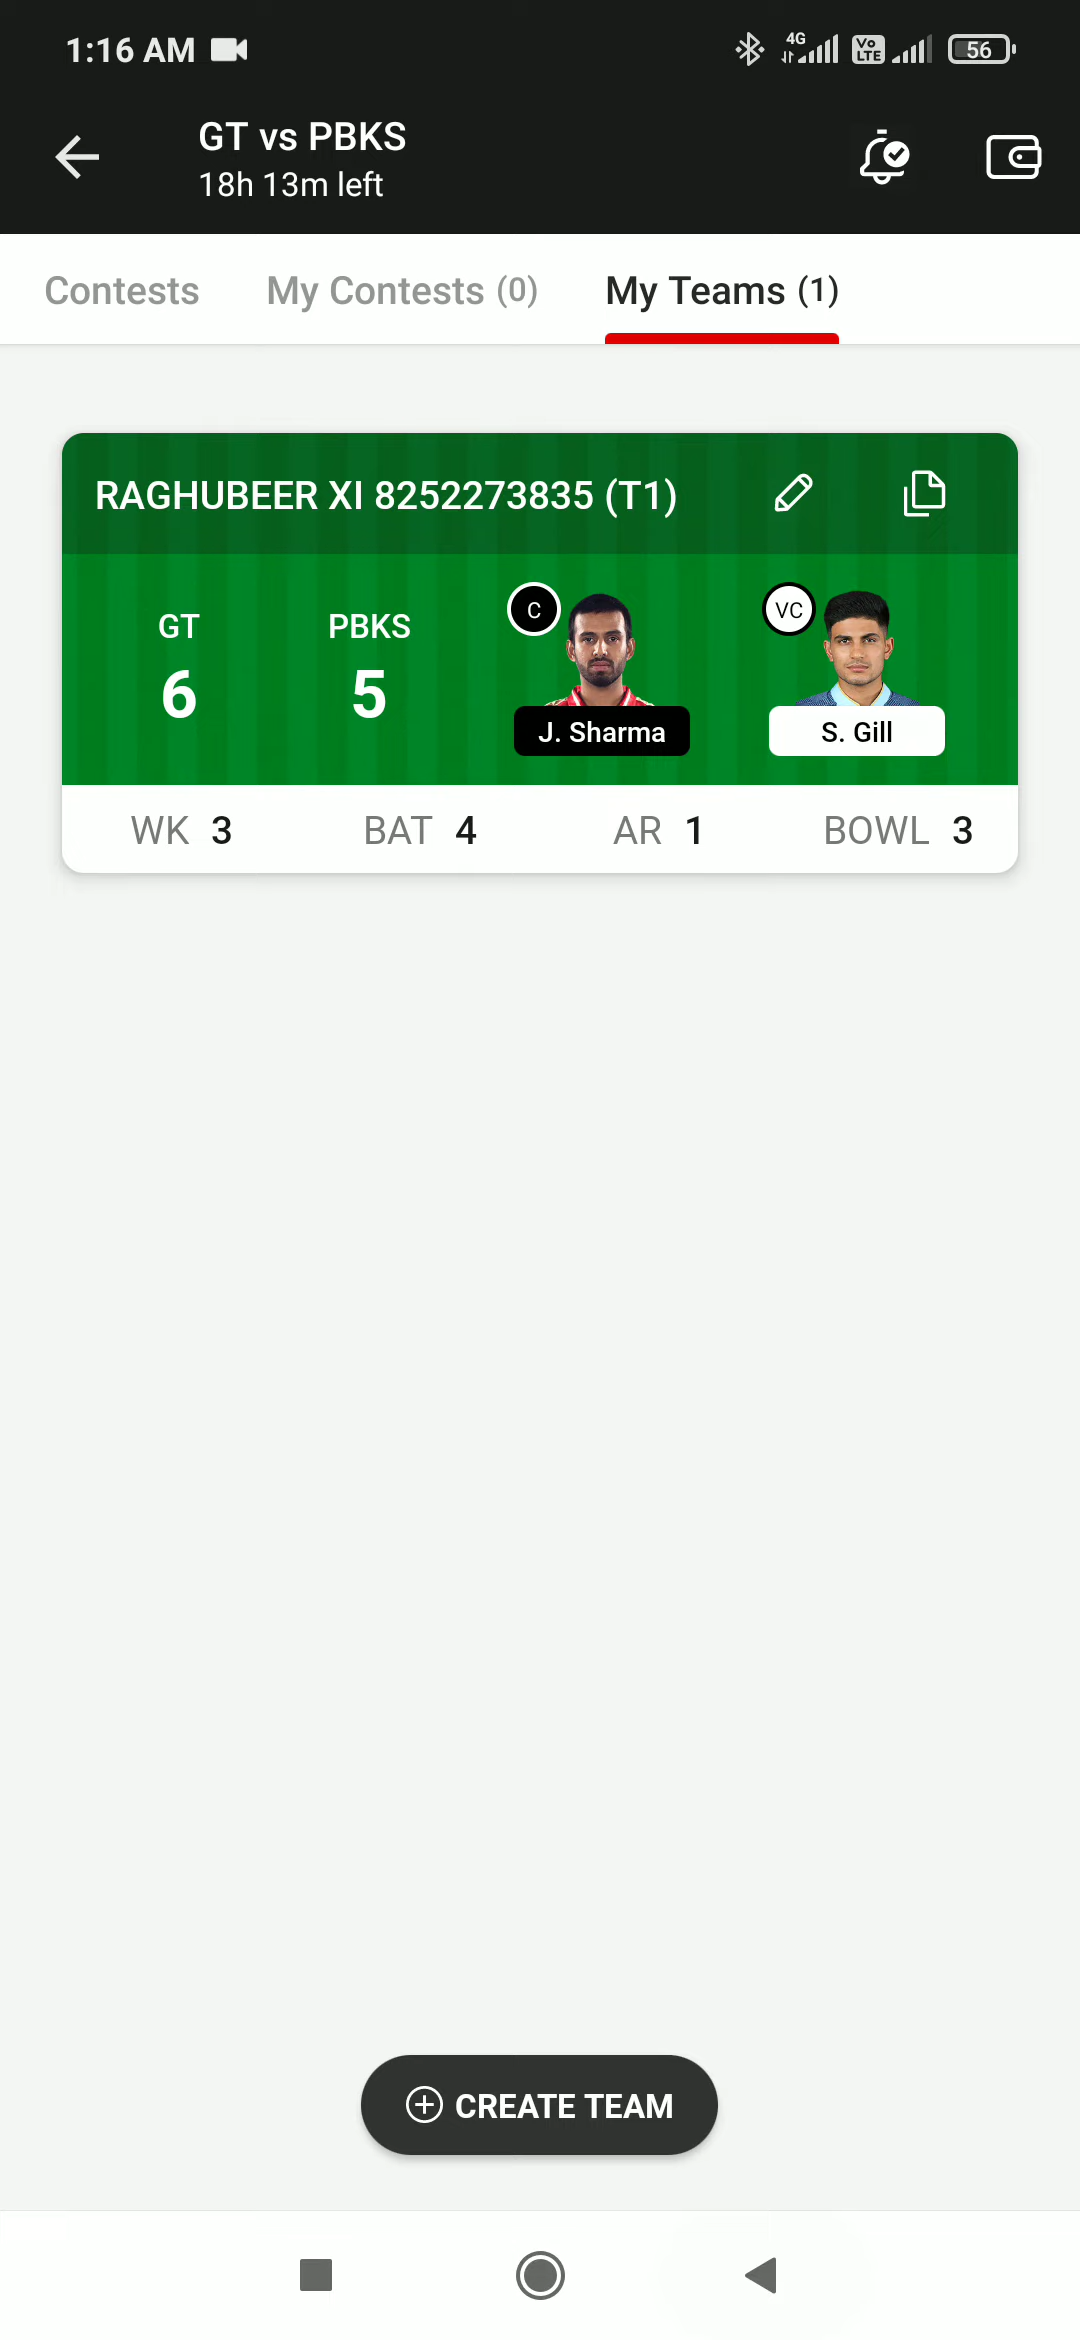 1:16 AM
4G
Vo
LTE
56
GT vs PBKS
18h 13m left
Contests
My Contests (0)
My Teams (1)
RAGHUBEER XI 8252273835 (T1)
GT
6
PBKS
5
C
J. Sharma
VC
S. Gill
WK 3
BAT 4
AR 1
BOWL 3
CREATE TEAM